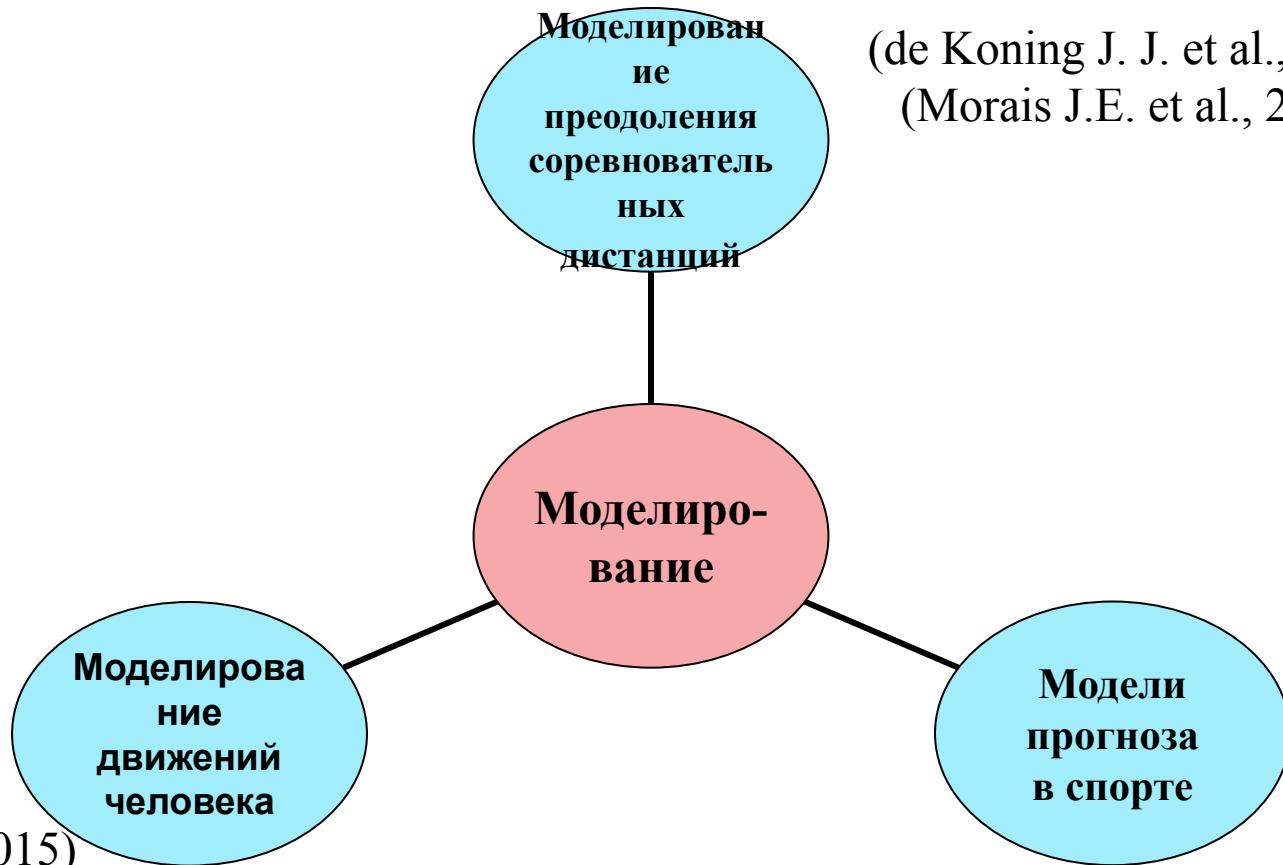 Моделирован
ие
преодоления
соревнователь
ных
дистанций
(de Koning J. J. et al.,
(Morais J.E. et al., 2
Моделиро-
вание
Моделирова
ние
движений
человека
Модели
прогноза
в спорте
015)